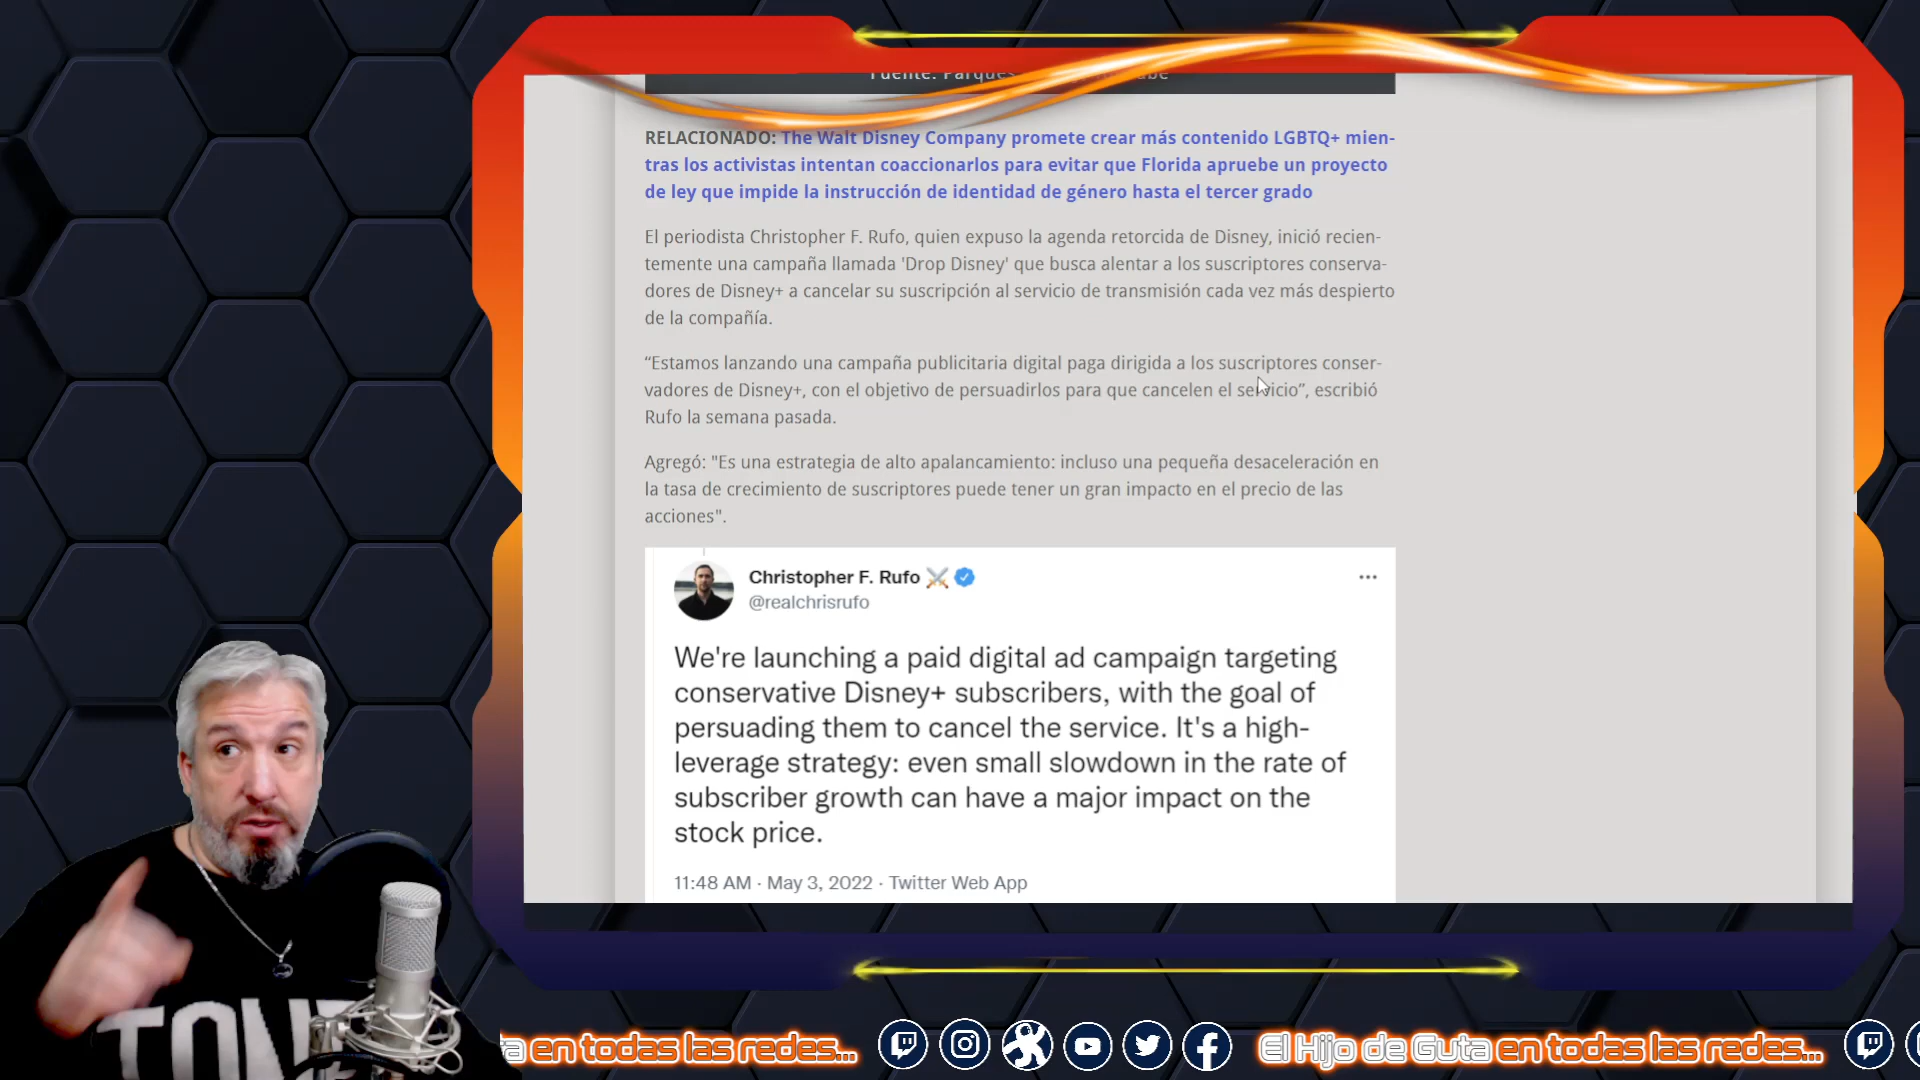 Fuente: Parques
RELACIONADO: The Walt Disney Company promete crear más contenido LGBTQ+ mien-
tras los activistas intentan coaccionarlos para evitar que Florida apruebe un proyecto
de ley que impide la instrucción de identidad de género hasta el tercer grado
El periodista Christopher F. Rufo, quien expuso la agenda retorcida de Disney, inició recien-
temente una campaña llamada 'Drop Disney' que busca alentar a los suscriptores conserva-
dores de Disney+ a cancelar su suscripción al servicio de transmisión cada vez más despierto
de la compañía.
“Estamos lanzando una campaña publicitaria digital paga dirigida a los suscriptores conser-
vadores de Disney+, con el objetivo de persuadirlos para que cancelen el servicio”, escribió
Rufo la semana pasada.
Agregó: "Es una estrategia de alto apalancamiento: incluso una pequeña desaceleración en
la tasa de crecimiento de suscriptores puede tener un gran impacto en el precio de las
acciones".
Christopher F. Rufo
@realchrisrufo
We're launching a paid digital ad campaign targeting
conservative Disney+ subscribers, with the goal of
persuading them to cancel the service. It's a high-
leverage strategy: even small slowdown in the rate of
subscriber growth can have a major impact on the
stock price.
11:48 AM · May 3, 2022 · Twitter Web App
TON
ta en todas las redes... El Hijo de Guta en todas las redes...